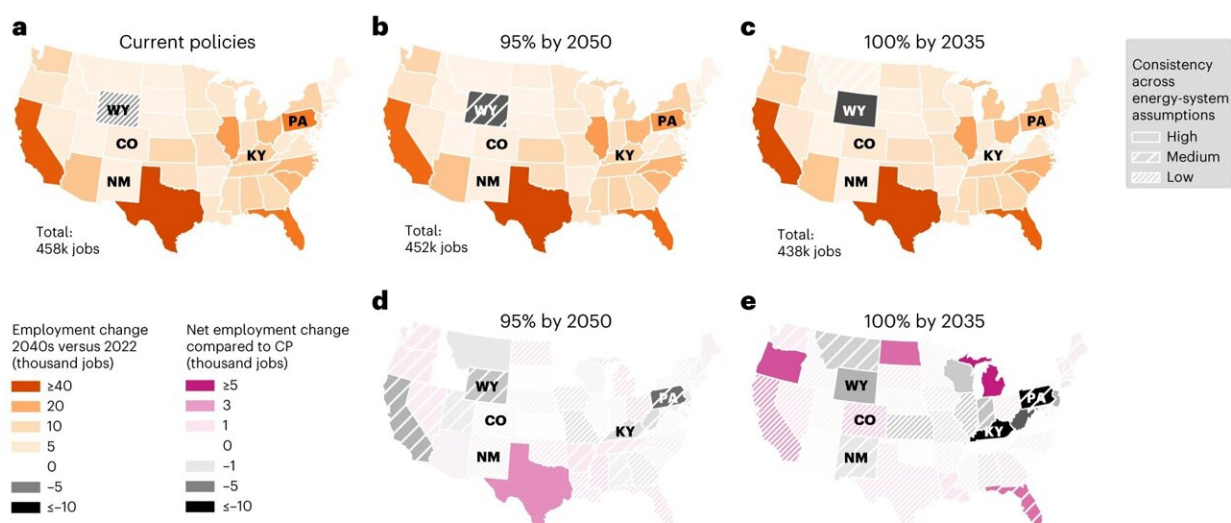 a
Current policies
WY
CO
NM
KY
PA
Total:
458k jobs
b
95% by 2050
WY
CO
NM
KY
PA
Total:
452k jobs
c
100% by 2035
WY
CO
NM
KY
PA
Total:
438k jobs
Consistency
across
energy-system
assumptions
High
Medium
Low
Employment change
2040s versus 2022
(thousand jobs)
≥40
20
10
5
0
−5
≤−10
Net employment change
compared to CP
(thousand jobs)
≥5
3
1
0
−1
−5
≤−10
d
95% by 2050
WY
CO
NM
KY
PA
e
100% by 2035
WY
CO
NM
KY
PA